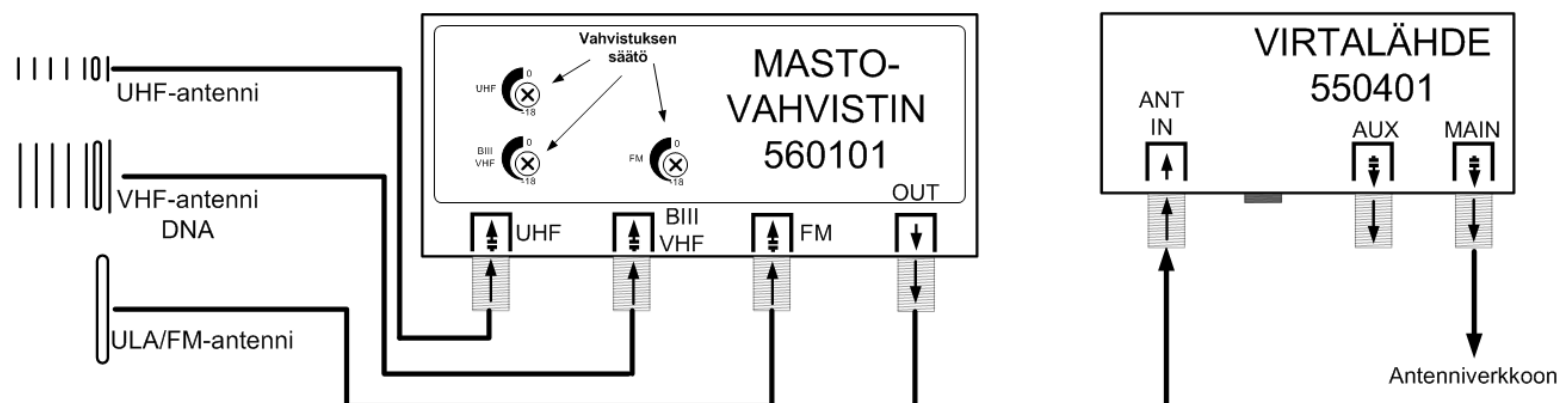 UHF-antenni
VHF-antenni
DNA
ULA/FM-antenni
Vahvistuksen
säätö
UHF
0
-18
BIII
VHF
0
-18
FM
0
-18
MASTO-
VAHVISTIN
560101
OUT
UHF
BIII
VHF
FM
VIRTALÄHDE
550401
ANT
IN
AUX
MAIN
Antenniverkkoon